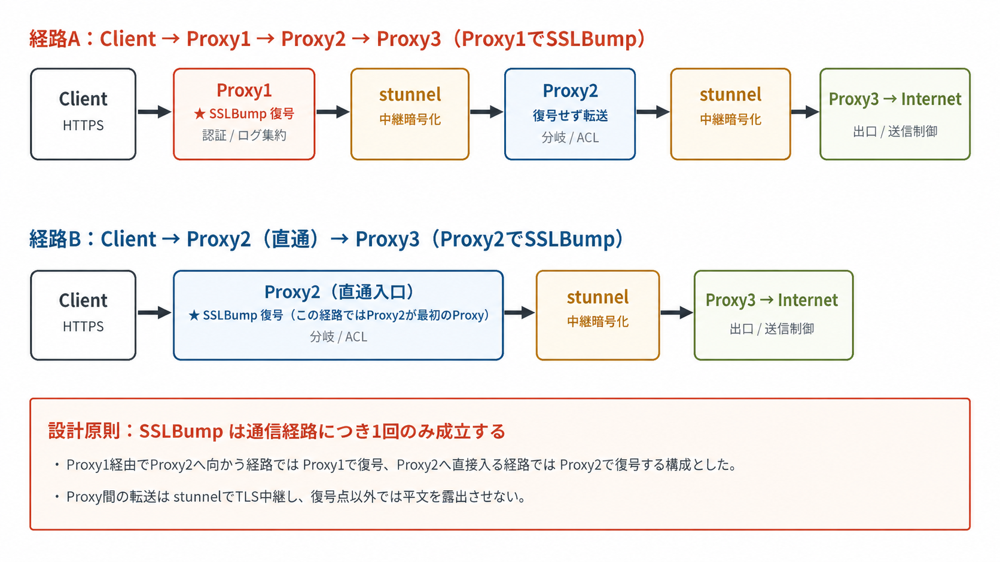 経路A：Client → Proxy1 → Proxy2 → Proxy3（Proxy1でSSLBump）
Client
HTTPS
Proxy1
★ SSLBump 復号
認証 / ログ集約
stunnel
中継暗号化
Proxy2
復号せず転送
分岐 / ACL
stunnel
中継暗号化
Proxy3 → Internet
出口 / 送信制御
経路B：Client → Proxy2（直通）→ Proxy3（Proxy2でSSLBump）
Client
HTTPS
Proxy2（直通入口）
★ SSLBump 復号（この経路ではProxy2が最初のProxy）
分岐 / ACL
stunnel
中継暗号化
Proxy3 → Internet
出口 / 送信制御
設計原則：SSLBump は通信経路につき1回のみ成立する
・ Proxy1経由でProxy2へ向かう経路では Proxy1で復号、Proxy2へ直接入る経路では Proxy2で復号する構成とした。
・ Proxy間の転送は stunnelでTLS中継し、復号点以外では平文を露出させない。